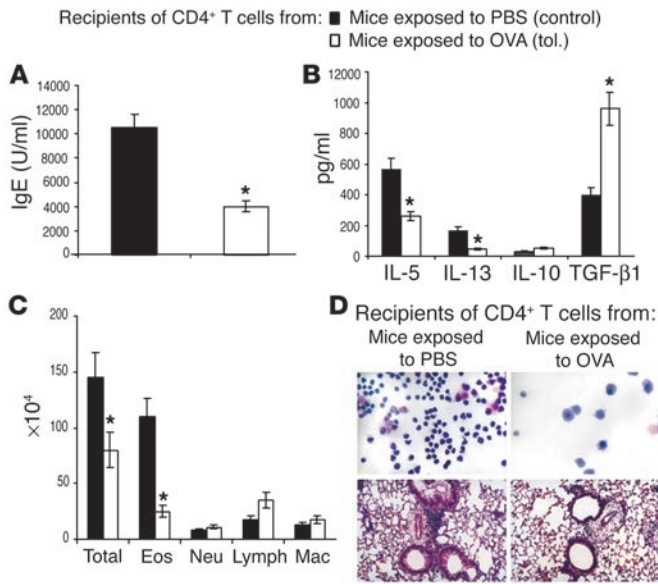 Recipients of CD4+ T cells from: ■ Mice exposed to PBS (control)
□ Mice exposed to OVA (tol.)
A
IgE (U/ml)
14000
12000
10000
8000
6000
4000
2000
0
*
B
pg/ml
1200
1000
800
600
400
200
0
*
*
*
IL-5 IL-13 IL-10 TGF-β1
C
×10⁴
200
150
100
50
0
*
*
Total Eos Neu Lymph Mac
D Recipients of CD4+ T cells from:
Mice exposed to PBS
Mice exposed to OVA